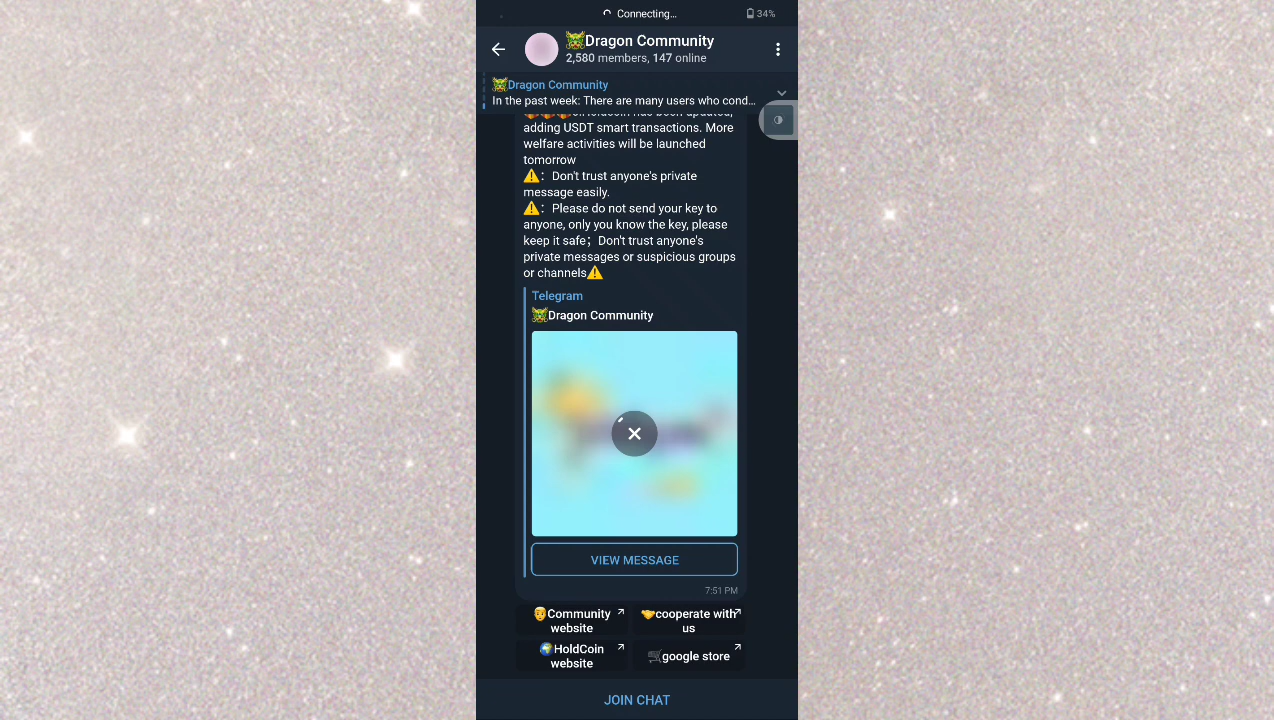 Connecting...
34%
Dragon Community
2,580 members, 147 online
Dragon Community
In the past week: There are many users who cond...
adding USDT smart transactions. More
welfare activities will be launched
tomorrow
⚠️： Don't trust anyone's private
message easily.
⚠️： Please do not send your key to
anyone, only you know the key, please
keep it safe；Don't trust anyone's
private messages or suspicious groups
or channels⚠️
Telegram
Dragon Community
VIEW MESSAGE
7:51 PM
Community
website
cooperate with
us
HoldCoin
website
google store
JOIN CHAT